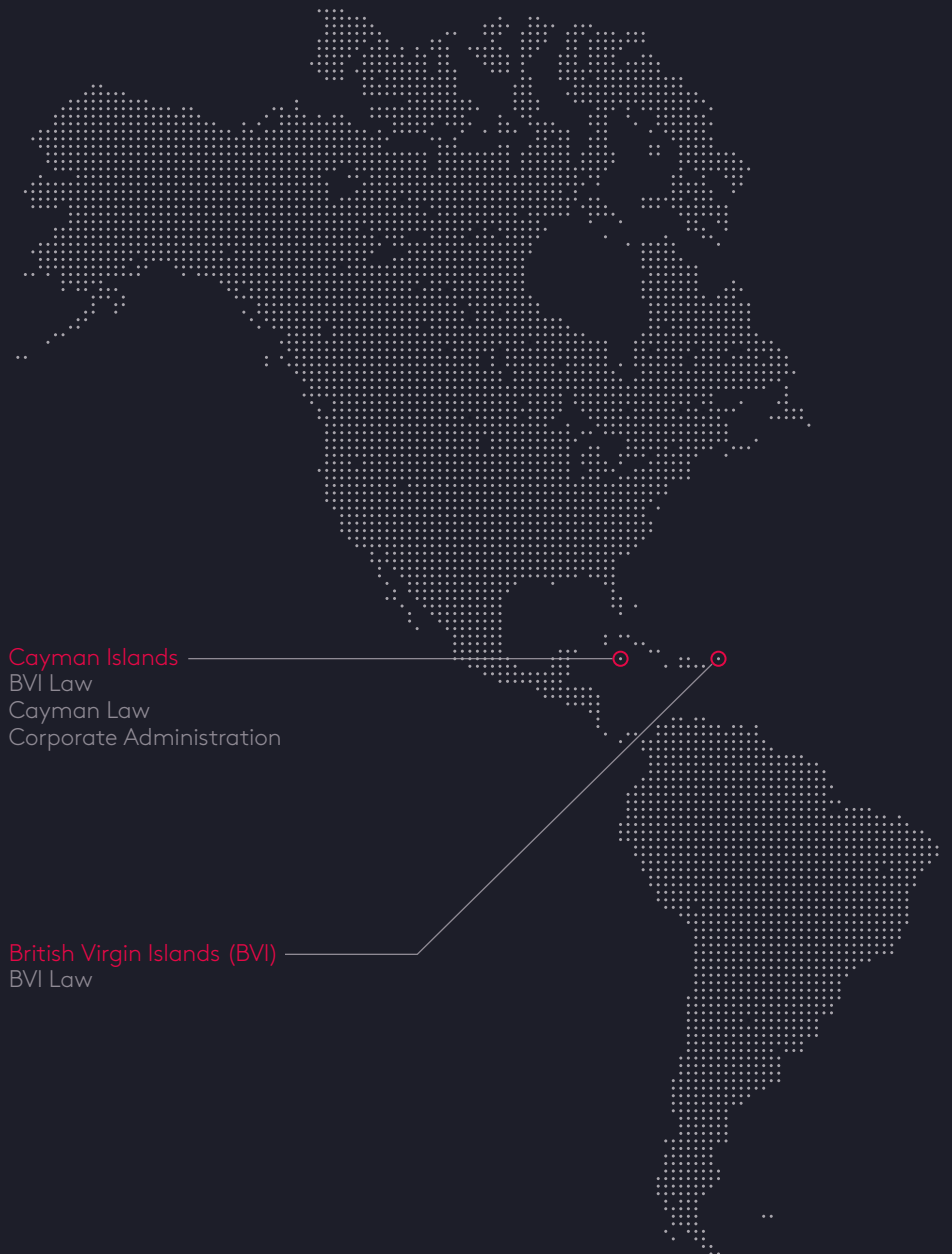 Cayman Islands
BVI Law
Cayman Law
Corporate Administration
British Virgin Islands (BVI)
BVI Law